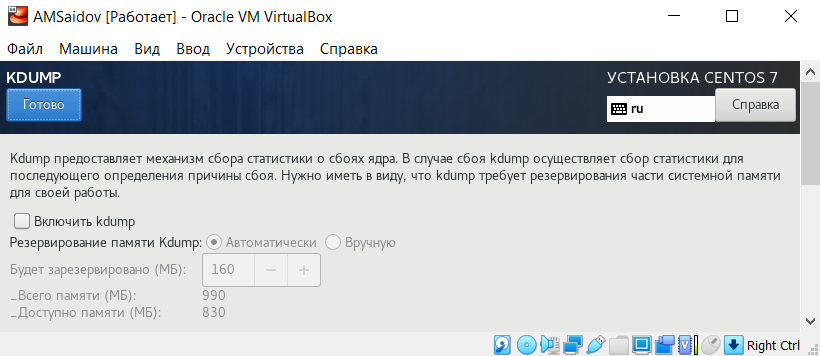 AMSaidov [Работает] - Oracle VM VirtualBox
Файл Машина Вид Ввод Устройства Справка
KDUMP
УСТАНОВКА CENTOS 7
Готово
ru
Справка
Kdump предоставляет механизм сбора статистики о сбоях ядра. В случае сбоя kdump осуществляет сбор статистики для
последующего определения причины сбоя. Нужно иметь в виду, что kdump требует резервирования части системной памяти
для своей работы.
Включить kdump
Резервирование памяти Kdump: Автоматически Вручную
Будет зарезервировано (МБ): 160 − +
_Всего памяти (МБ): 990
_Доступно памяти (МБ): 830
Right Ctrl